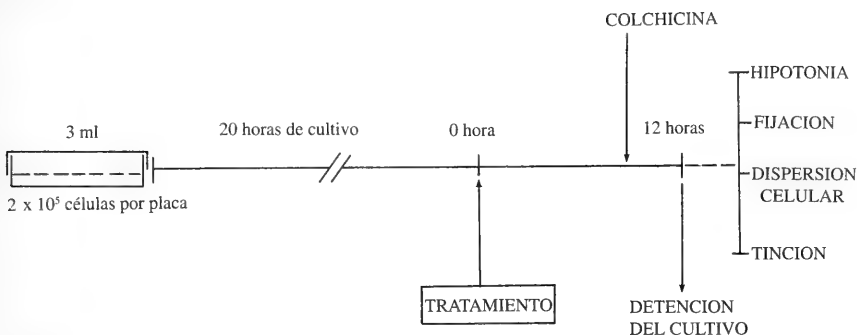 COLCHICINA
HIPOTONIA
3 ml
20 horas de cultivo
0 hora
12 horas
FIJACION
DISPERSION
CELULAR
2 x 10⁵ células por placa
TINCION
TRATAMIENTO
DETENCION
DEL CULTIVO